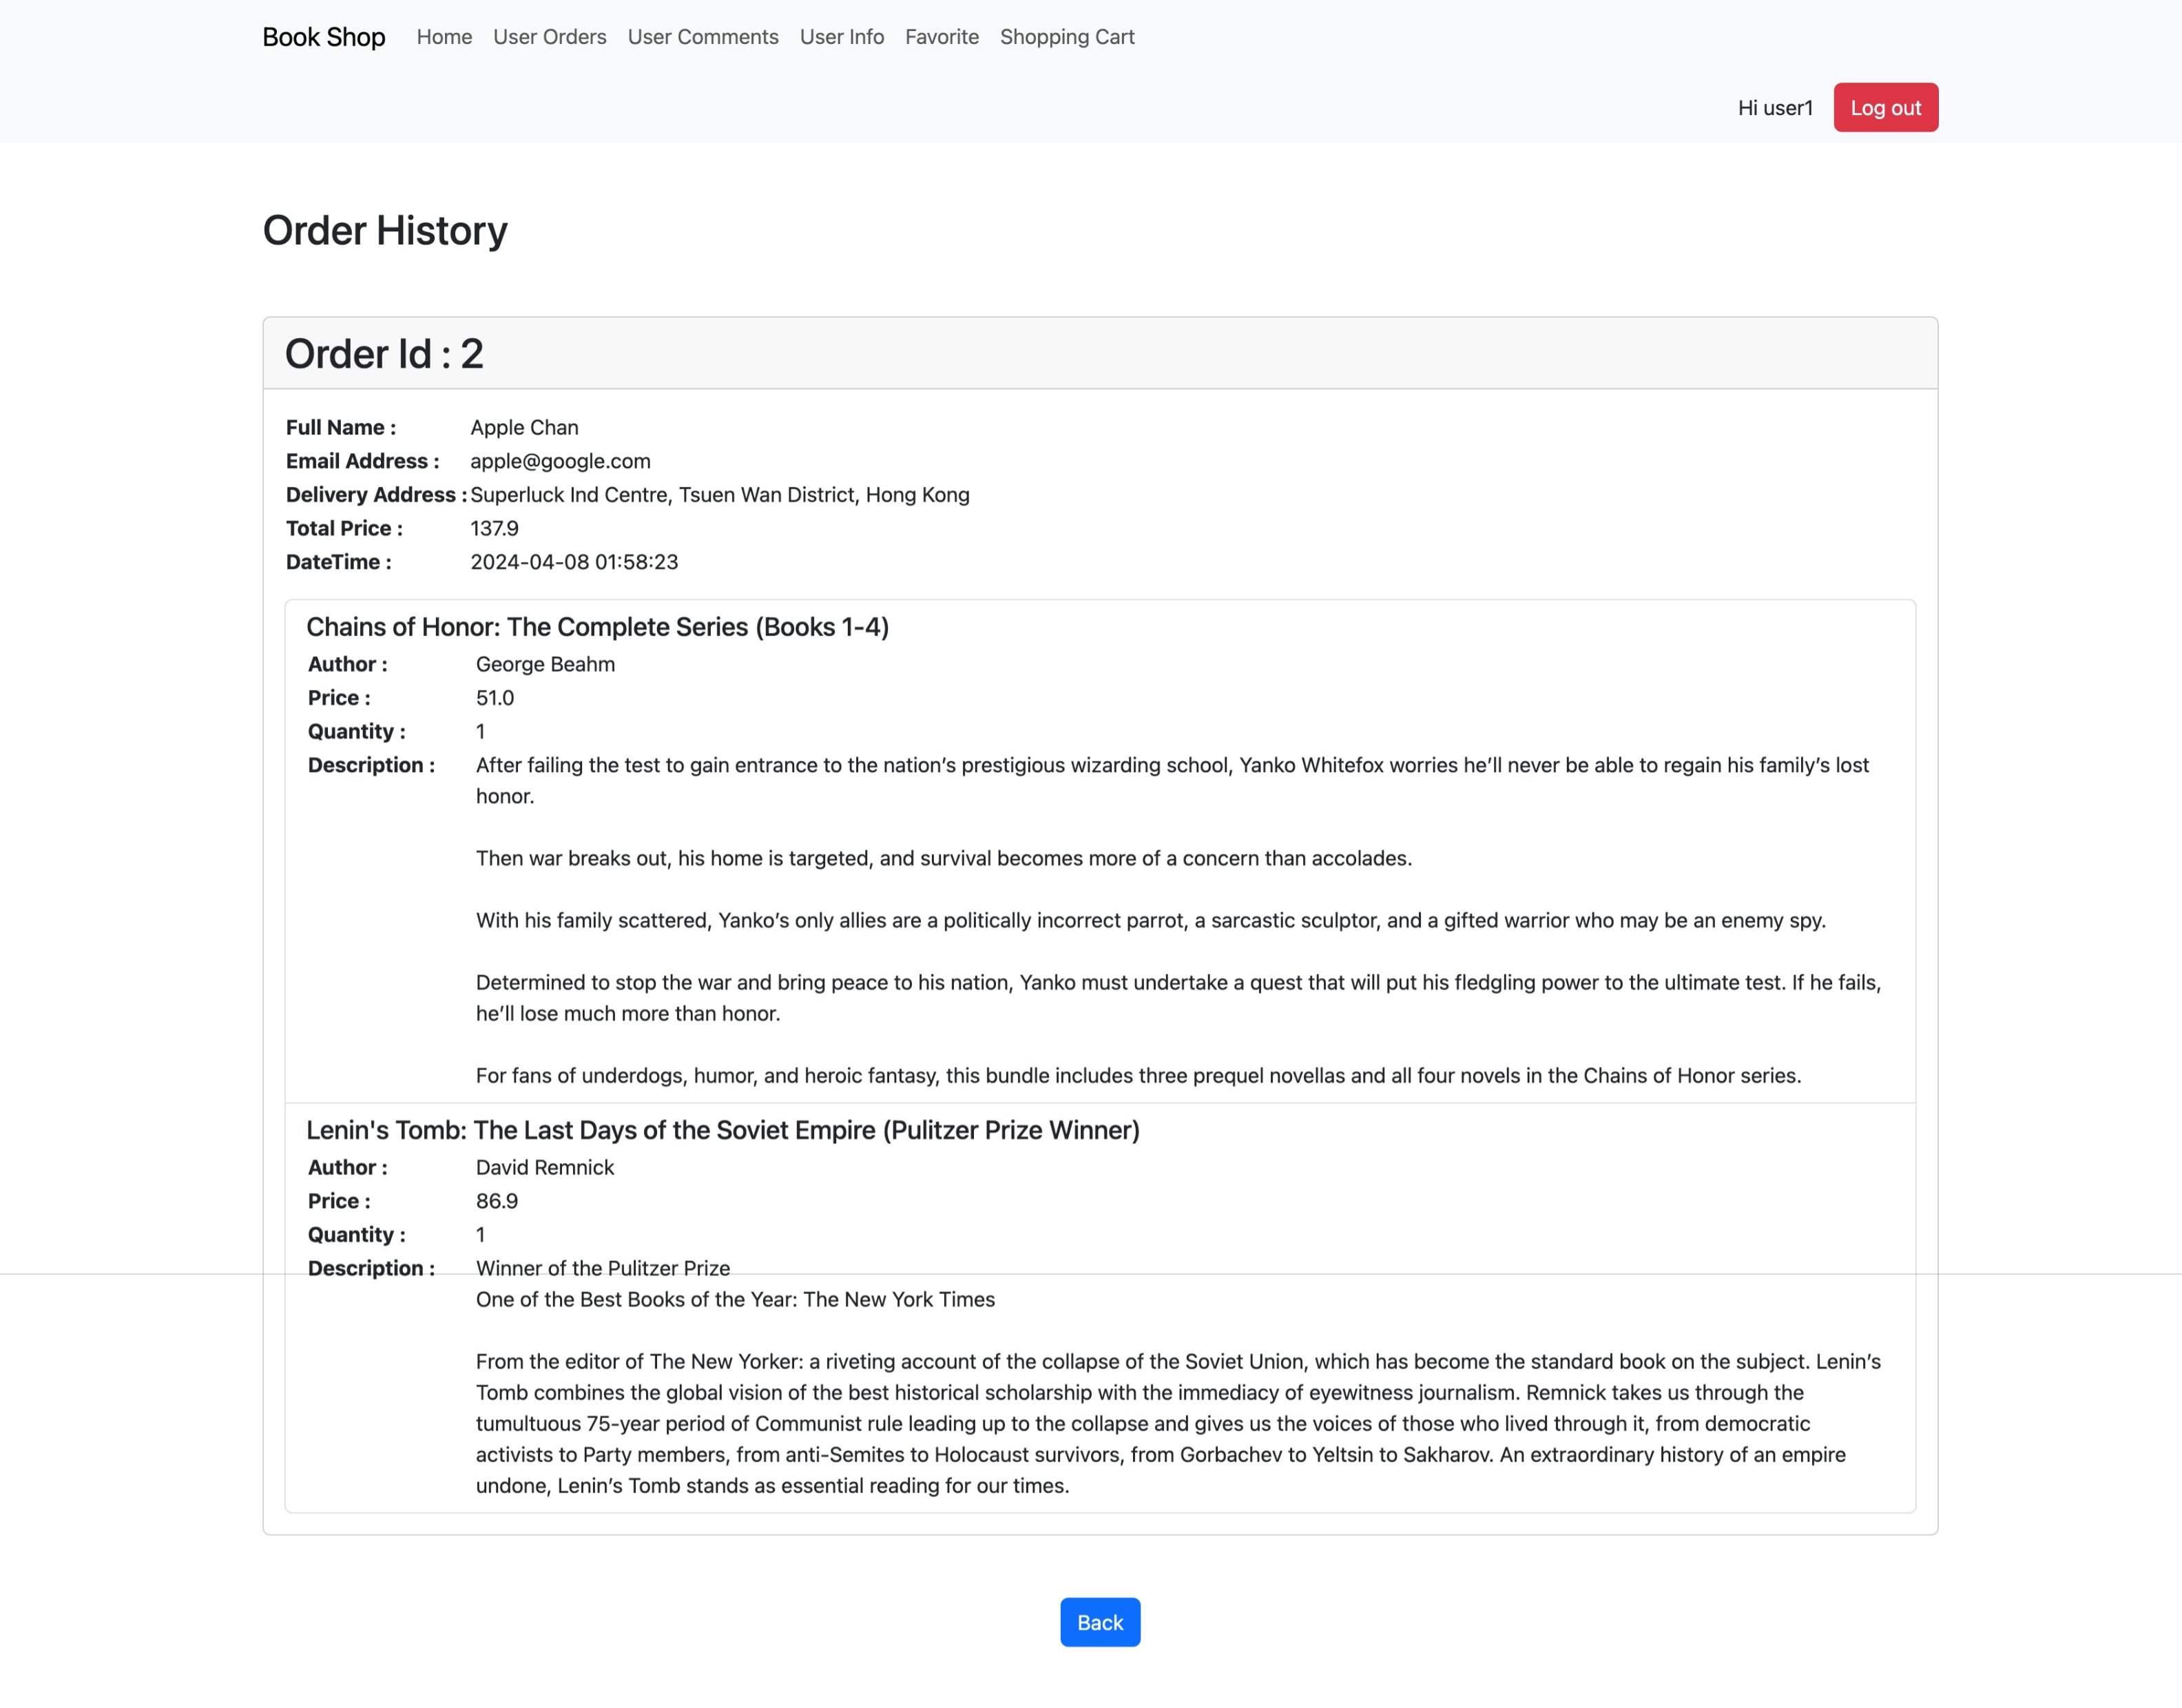 Book Shop Home User Orders User Comments User Info Favorite Shopping Cart
Hi user1 Log out
Order History
Order Id : 2
Full Name : Apple Chan
Email Address : apple@google.com
Delivery Address : Superluck Ind Centre, Tsuen Wan District, Hong Kong
Total Price : 137.9
DateTime : 2024-04-08 01:58:23
Chains of Honor: The Complete Series (Books 1-4)
Author : George Beahm
Price : 51.0
Quantity : 1
Description : After failing the test to gain entrance to the nation’s prestigious wizarding school, Yanko Whitefox worries he’ll never be able to regain his family’s lost
honor.
Then war breaks out, his home is targeted, and survival becomes more of a concern than accolades.
With his family scattered, Yanko’s only allies are a politically incorrect parrot, a sarcastic sculptor, and a gifted warrior who may be an enemy spy.
Determined to stop the war and bring peace to his nation, Yanko must undertake a quest that will put his fledgling power to the ultimate test. If he fails,
he’ll lose much more than honor.
For fans of underdogs, humor, and heroic fantasy, this bundle includes three prequel novellas and all four novels in the Chains of Honor series.
Lenin's Tomb: The Last Days of the Soviet Empire (Pulitzer Prize Winner)
Author : David Remnick
Price : 86.9
Quantity : 1
Description : Winner of the Pulitzer Prize
One of the Best Books of the Year: The New York Times
From the editor of The New Yorker: a riveting account of the collapse of the Soviet Union, which has become the standard book on the subject. Lenin’s
Tomb combines the global vision of the best historical scholarship with the immediacy of eyewitness journalism. Remnick takes us through the
tumultuous 75-year period of Communist rule leading up to the collapse and gives us the voices of those who lived through it, from democratic
activists to Party members, from anti-Semites to Holocaust survivors, from Gorbachev to Yeltsin to Sakharov. An extraordinary history of an empire
undone, Lenin’s Tomb stands as essential reading for our times.
Back